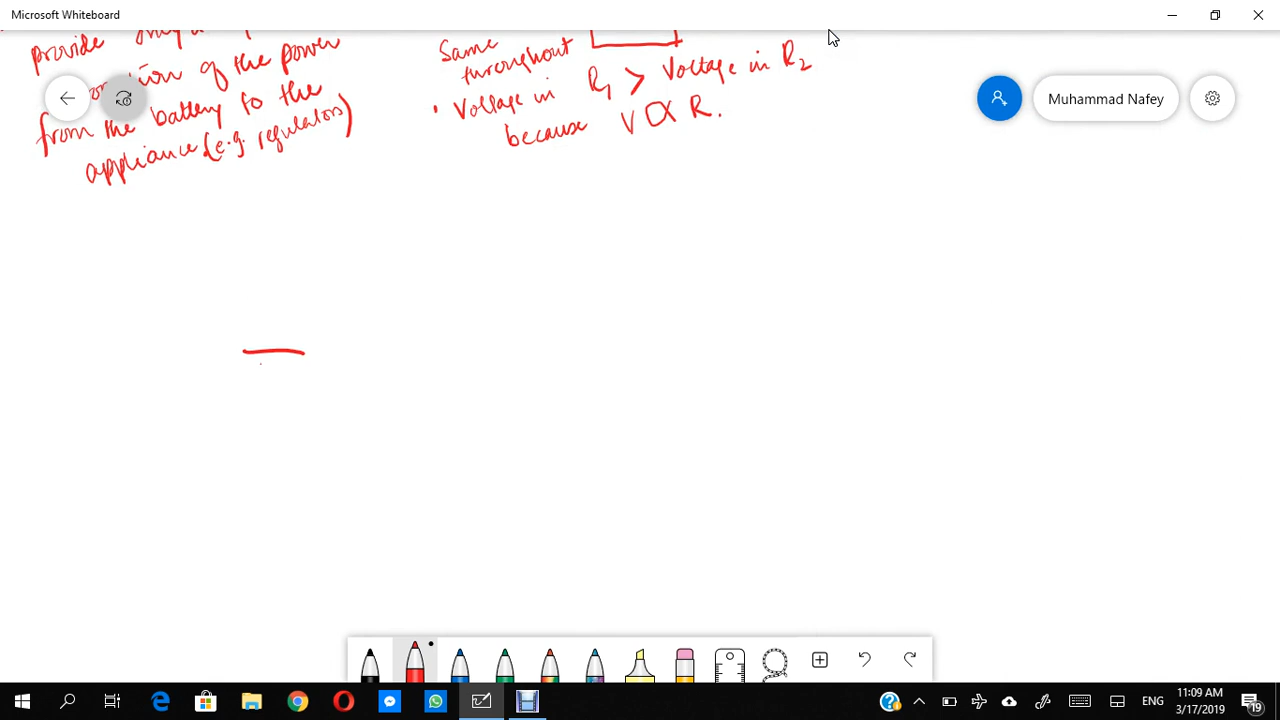 Microsoft Whiteboard
provide
of the power
from the battery to the
appliance (e.g. regulators)
Same
throughout
• Voltage in R1 > Voltage in R2
because V ∝ R.
Muhammad Nafey
ENG
11:09 AM
3/17/2019
19